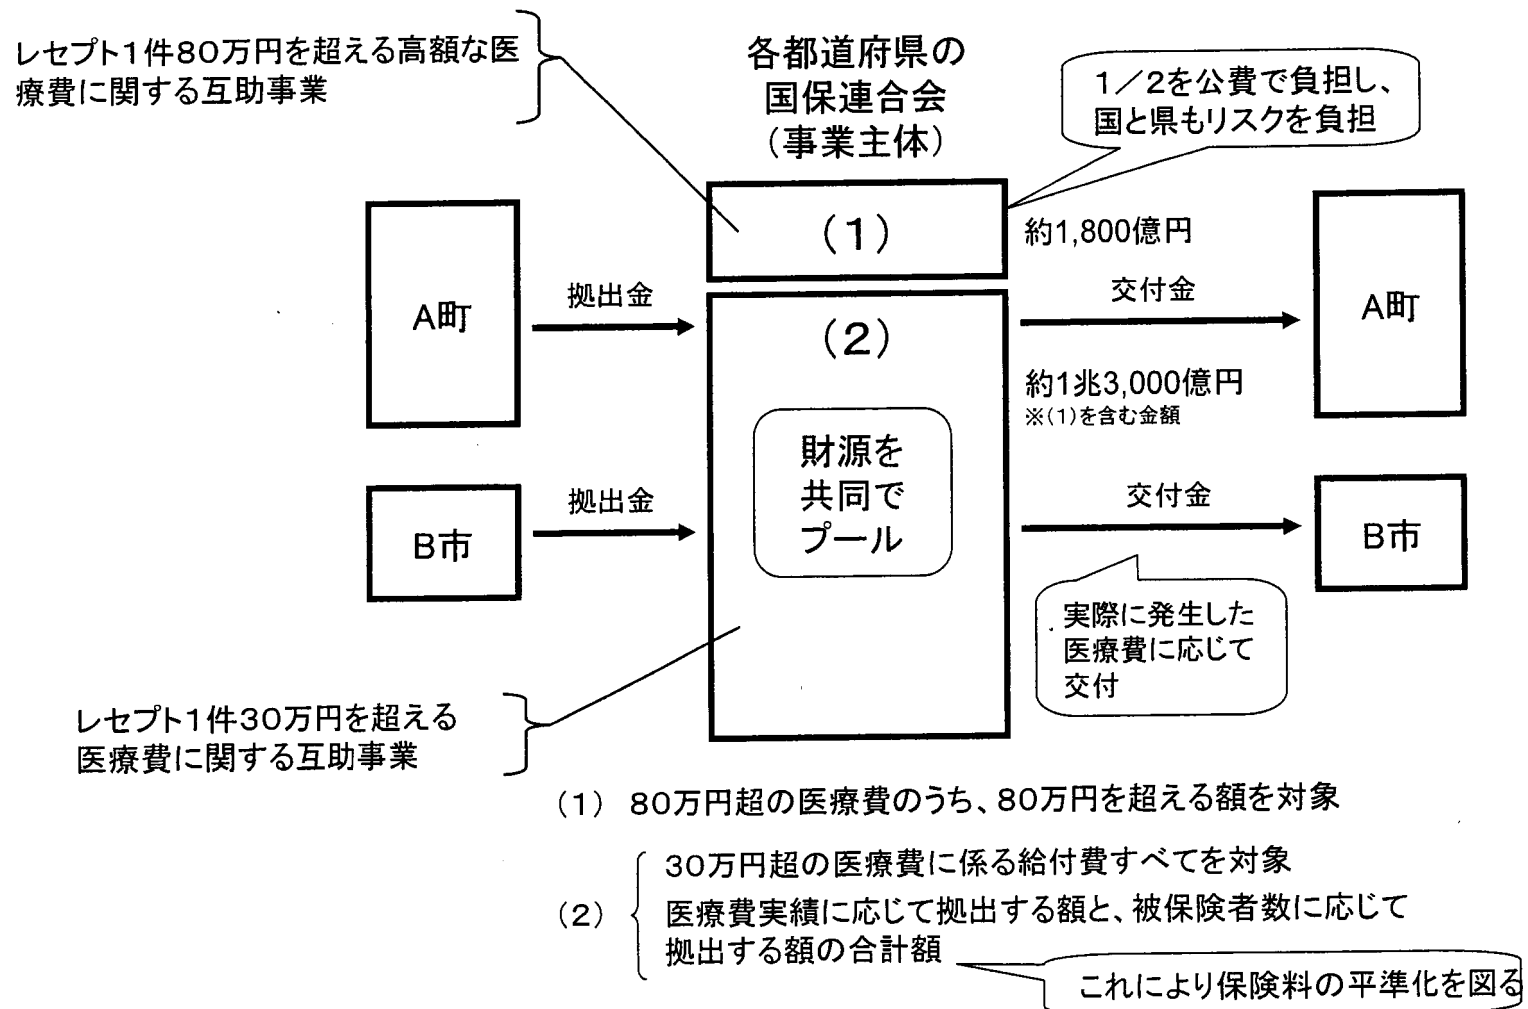 レセプト1件80万円を超える高額な医
療費に関する互助事業
各都道府県の
国保連合会
（事業主体）
1／2を公費で負担し、
国と県もリスクを負担
（1）
約1,800億円
A町
拠出金
交付金
A町
（2）
約1兆3,000億円
※(1)を含む金額
財源を
共同で
プール
B市
拠出金
交付金
B市
実際に発生した
医療費に応じて
交付
レセプト1件30万円を超える
医療費に関する互助事業
（1） 80万円超の医療費のうち、80万円を超える額を対象
30万円超の医療費に係る給付費すべてを対象
（2）
医療費実績に応じて拠出する額と、被保険者数に応じて
拠出する額の合計額
これにより保険料の平準化を図る